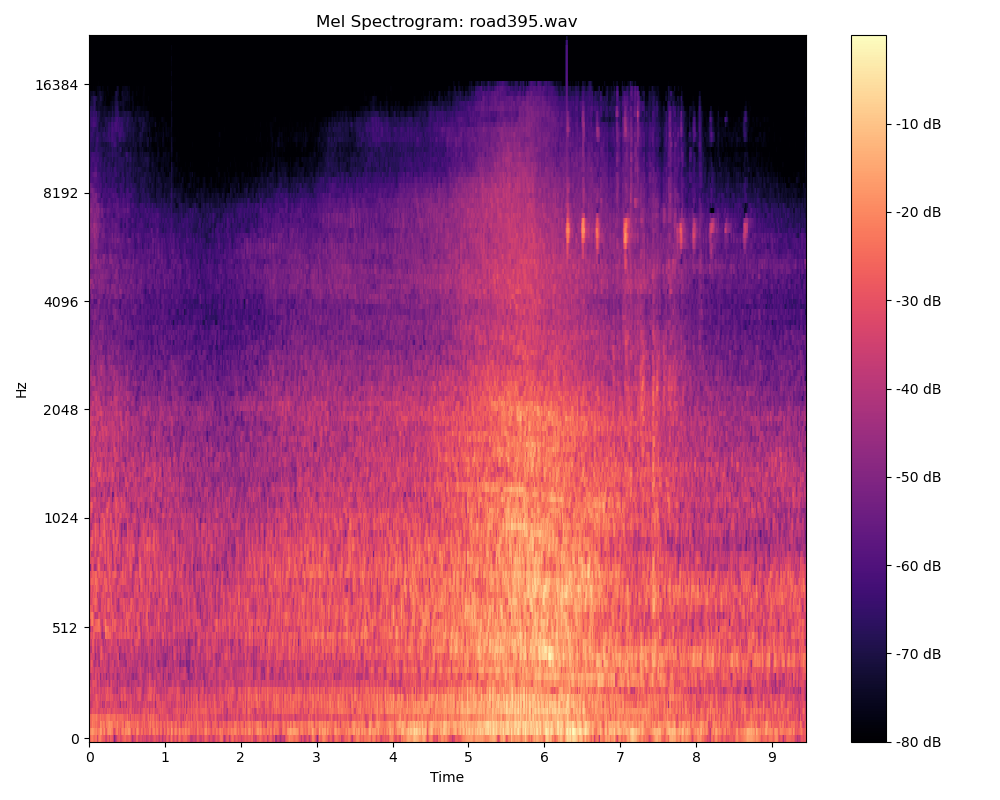 Mel Spectrogram: road395.wav
16384
8192
4096
2048
1024
512
0
Hz
0 1 2 3 4 5 6 7 8 9
Time
-10 dB
-20 dB
-30 dB
-40 dB
-50 dB
-60 dB
-70 dB
-80 dB